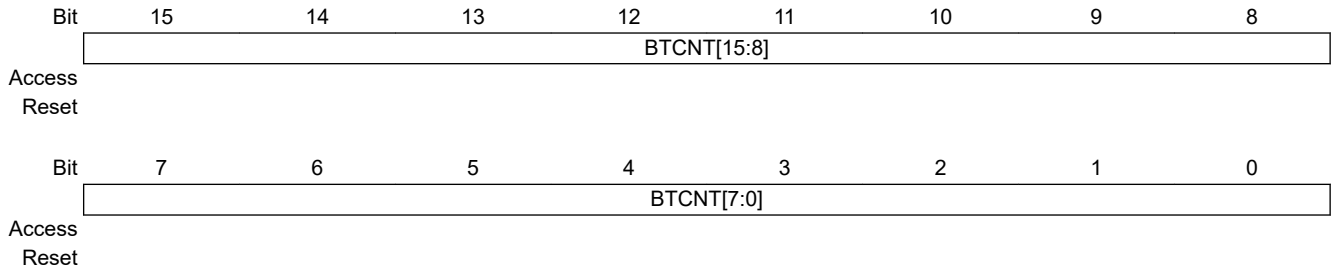 Bit 15 14 13 12 11 10 9 8
BTCNT[15:8]
Access
Reset
Bit 7 6 5 4 3 2 1 0
BTCNT[7:0]
Access
Reset